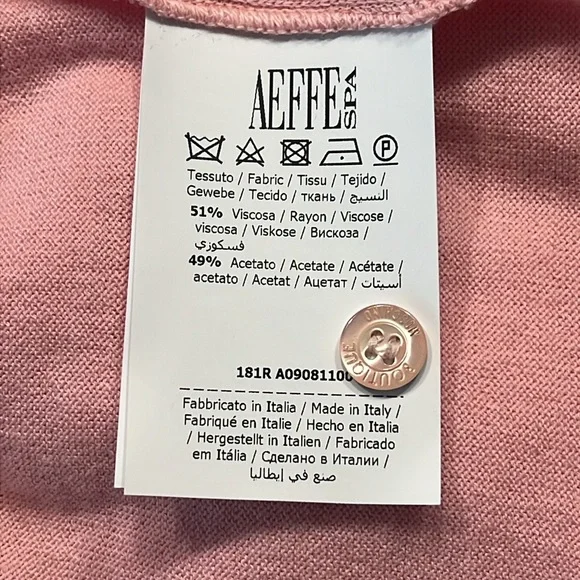 AEFFE SPA
P
Tessuto / Fabric / Tissu / Tejido /
Gewebe / Tecido / ткань / النسيج
51% Viscosa / Rayon / Viscose /
viscosa / Viskose / Вискоза /
فسكوزي
49% Acetato / Acetate / Acétate /
acetato / Acetat / Ацетат / أسيتات
BOUTIQUE MOSCHINO
181R A09081100
Fabbricato in Italia / Made in Italy /
Fabriqué en Italie / Hecho en Italia
/ Hergestellt in Italien / Fabricado
em Itália / Сделано в Италии /
صنع في إيطاليا